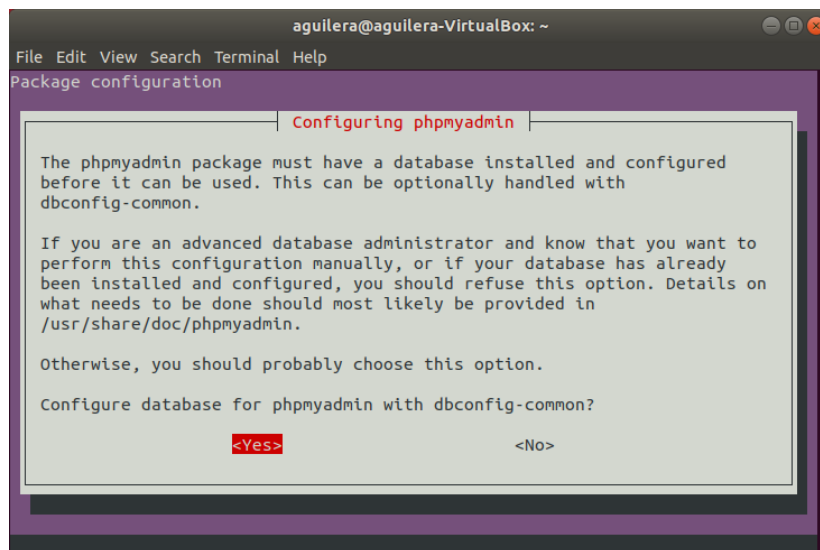 aguilera@aguilera-VirtualBox: ~
File Edit View Search Terminal Help
Package configuration
Configuring phpmyadmin
The phpmyadmin package must have a database installed and configured
before it can be used. This can be optionally handled with
dbconfig-common.
If you are an advanced database administrator and know that you want to
perform this configuration manually, or if your database has already
been installed and configured, you should refuse this option. Details on
what needs to be done should most likely be provided in
/usr/share/doc/phpmyadmin.
Otherwise, you should probably choose this option.
Configure database for phpmyadmin with dbconfig-common?
<Yes> <No>